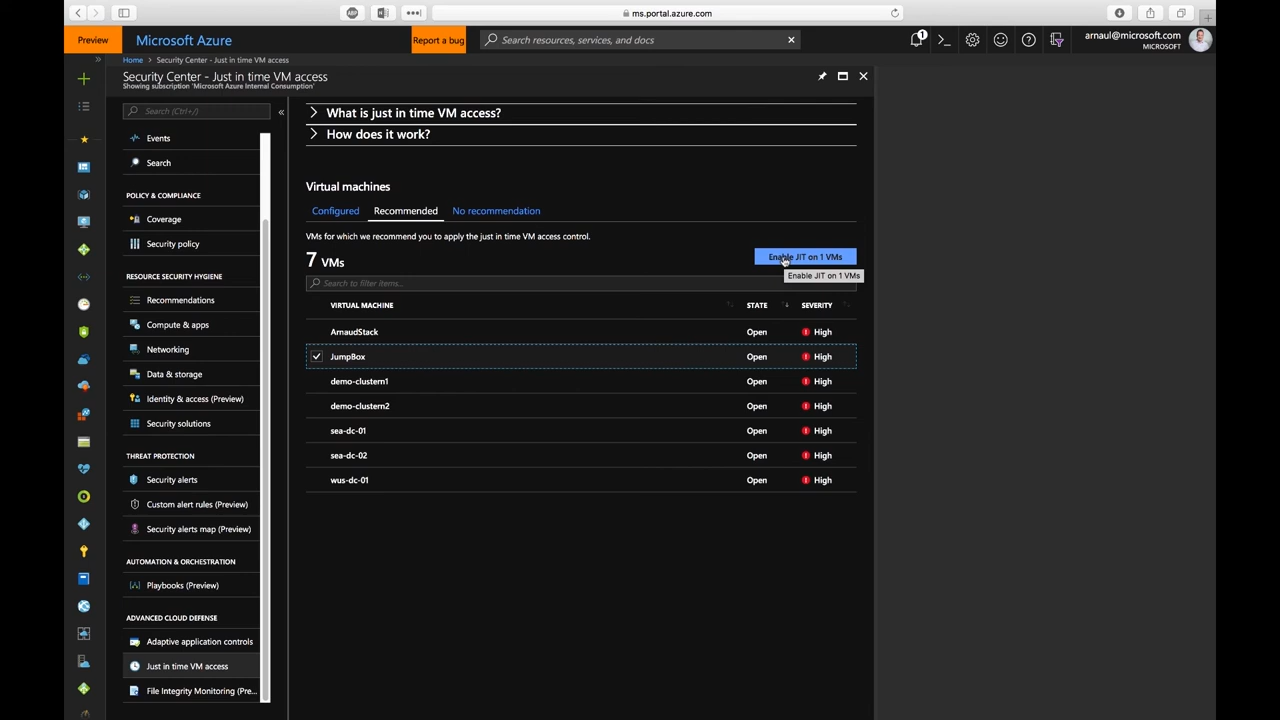 ms.portal.azure.com
Preview
Microsoft Azure
Report a bug
Search resources, services, and docs
1
arnaul@microsoft.com
MICROSOFT
Home > Security Center - Just in time VM access
Security Center - Just in time VM access
Showing subscription 'Microsoft Azure Internal Consumption'
Search (Ctrl+/)
Events
Search
POLICY & COMPLIANCE
Coverage
Security policy
RESOURCE SECURITY HYGIENE
Recommendations
Compute & apps
Networking
Data & storage
Identity & access (Preview)
Security solutions
THREAT PROTECTION
Security alerts
Custom alert rules (Preview)
Security alerts map (Preview)
AUTOMATION & ORCHESTRATION
Playbooks (Preview)
ADVANCED CLOUD DEFENSE
Adaptive application controls
Just in time VM access
File Integrity Monitoring (Pre...
What is just in time VM access?
How does it work?
Virtual machines
Configured Recommended No recommendation
VMs for which we recommend you to apply the just in time VM access control.
7 VMs
Enable JIT on 1 VMs
Enable JIT on 1 VMs
Search to filter items...
VIRTUAL MACHINE STATE SEVERITY
ArnaudStack Open High
JumpBox Open High
demo-clustern1 Open High
demo-clustern2 Open High
sea-dc-01 Open High
sea-dc-02 Open High
wus-dc-01 Open High